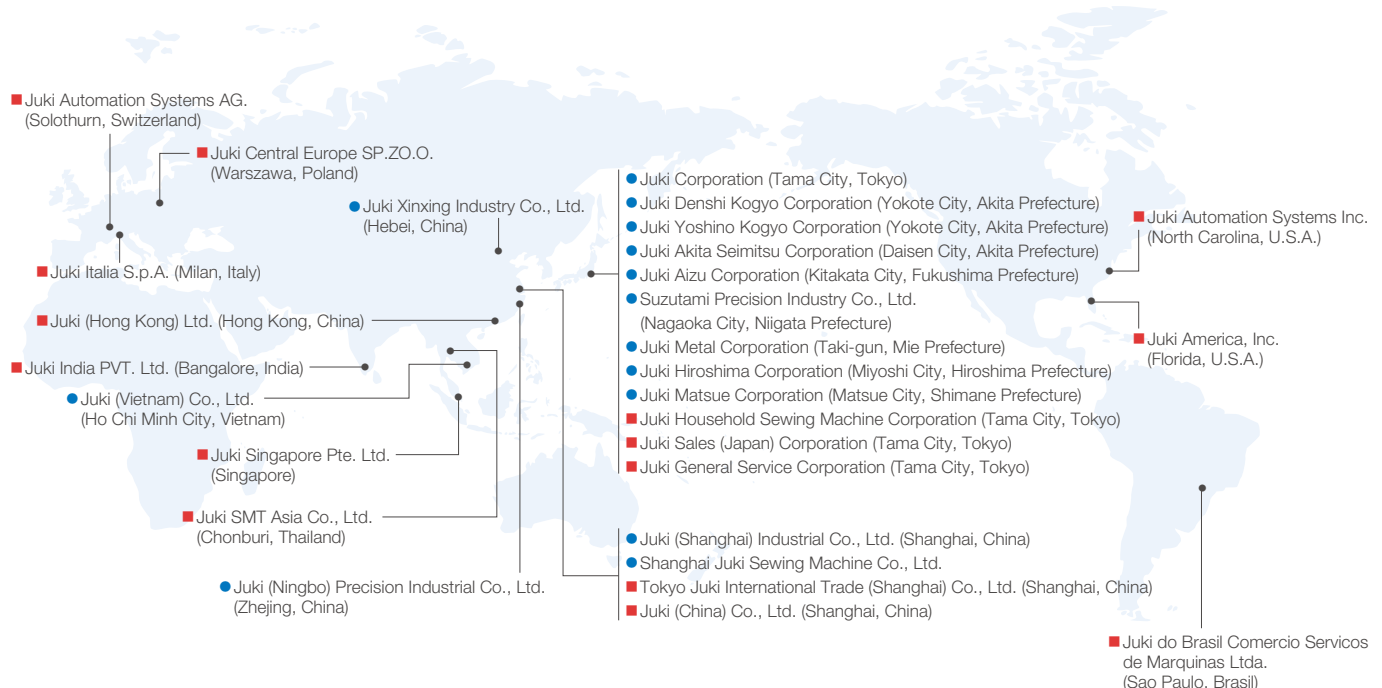 Juki Automation Systems AG.
(Solothurn, Switzerland)
Juki Central Europe SP.ZO.O.
(Warszawa, Poland)
Juki Xinxing Industry Co., Ltd.
(Hebei, China)
Juki Italia S.p.A. (Milan, Italy)
Juki (Hong Kong) Ltd. (Hong Kong, China)
Juki India PVT. Ltd. (Bangalore, India)
Juki (Vietnam) Co., Ltd.
(Ho Chi Minh City, Vietnam)
Juki Singapore Pte. Ltd.
(Singapore)
Juki SMT Asia Co., Ltd.
(Chonburi, Thailand)
Juki (Ningbo) Precision Industrial Co., Ltd.
(Zhejing, China)
Juki Corporation (Tama City, Tokyo)
Juki Denshi Kogyo Corporation (Yokote City, Akita Prefecture)
Juki Yoshino Kogyo Corporation (Yokote City, Akita Prefecture)
Juki Akita Seimitsu Corporation (Daisen City, Akita Prefecture)
Juki Aizu Corporation (Kitakata City, Fukushima Prefecture)
Suzutami Precision Industry Co., Ltd.
(Nagaoka City, Niigata Prefecture)
Juki Metal Corporation (Taki-gun, Mie Prefecture)
Juki Hiroshima Corporation (Miyoshi City, Hiroshima Prefecture)
Juki Matsue Corporation (Matsue City, Shimane Prefecture)
Juki Household Sewing Machine Corporation (Tama City, Tokyo)
Juki Sales (Japan) Corporation (Tama City, Tokyo)
Juki General Service Corporation (Tama City, Tokyo)
Juki (Shanghai) Industrial Co., Ltd. (Shanghai, China)
Shanghai Juki Sewing Machine Co., Ltd.
Tokyo Juki International Trade (Shanghai) Co., Ltd. (Shanghai, China)
Juki (China) Co., Ltd. (Shanghai, China)
Juki Automation Systems Inc.
(North Carolina, U.S.A.)
Juki America, Inc.
(Florida, U.S.A.)
Juki do Brasil Comercio Servicos
de Marquinas Ltda.
(Sao Paulo, Brasil)